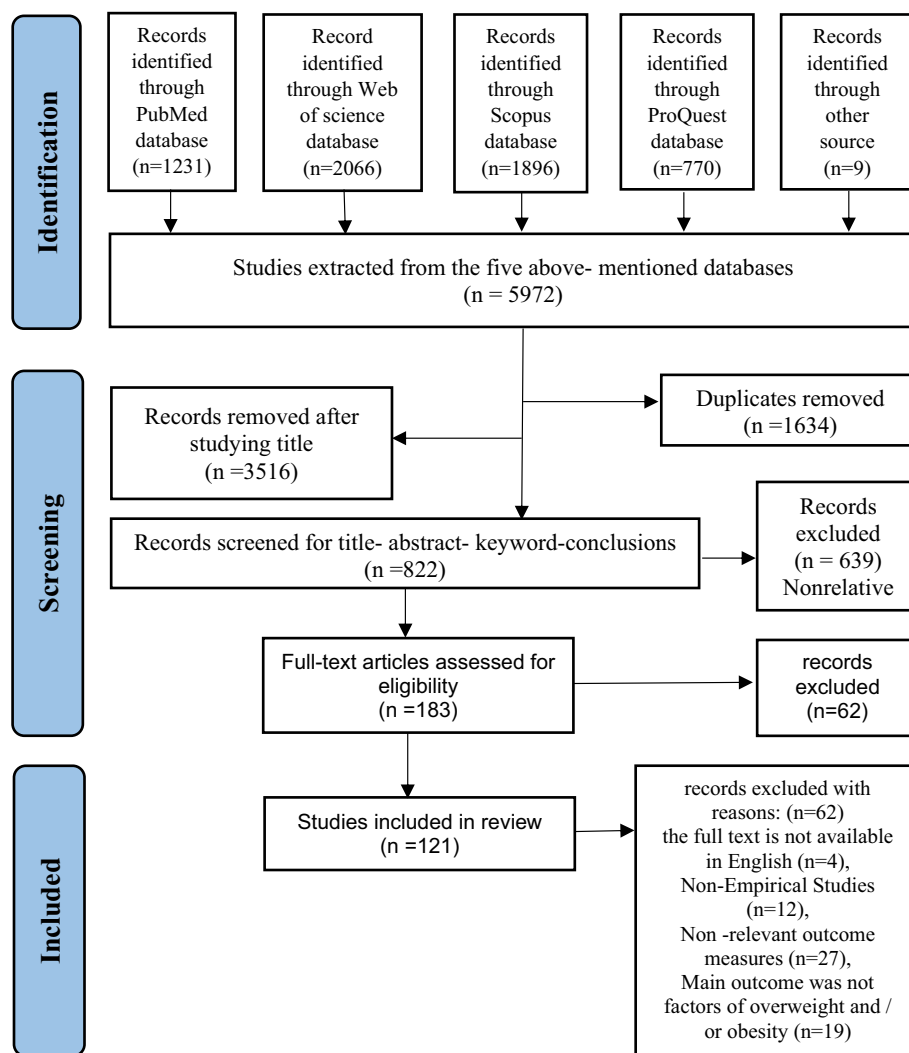 Identification
Records
identified
through
PubMed
database
(n=1231)
Record
identified
through Web
of science
database
(n=2066)
Records
identified
through
Scopus
database
(n=1896)
Records
identified
through
ProQuest
database
(n=770)
Records
identified
through
other
source
(n=9)
Studies extracted from the five above- mentioned databases
(n = 5972)
Screening
Records removed after
studying title
(n =3516)
Duplicates removed
(n =1634)
Records screened for title- abstract- keyword-conclusions
(n =822)
Records
excluded
(n = 639)
Nonrelative
Full-text articles assessed for
eligibility
(n =183)
records
excluded
(n=62)
Included
Studies included in review
(n =121)
records excluded with
reasons: (n=62)
the full text is not available
in English (n=4),
Non-Empirical Studies
(n=12),
Non -relevant outcome
measures (n=27),
Main outcome was not
factors of overweight and /
or obesity (n=19)